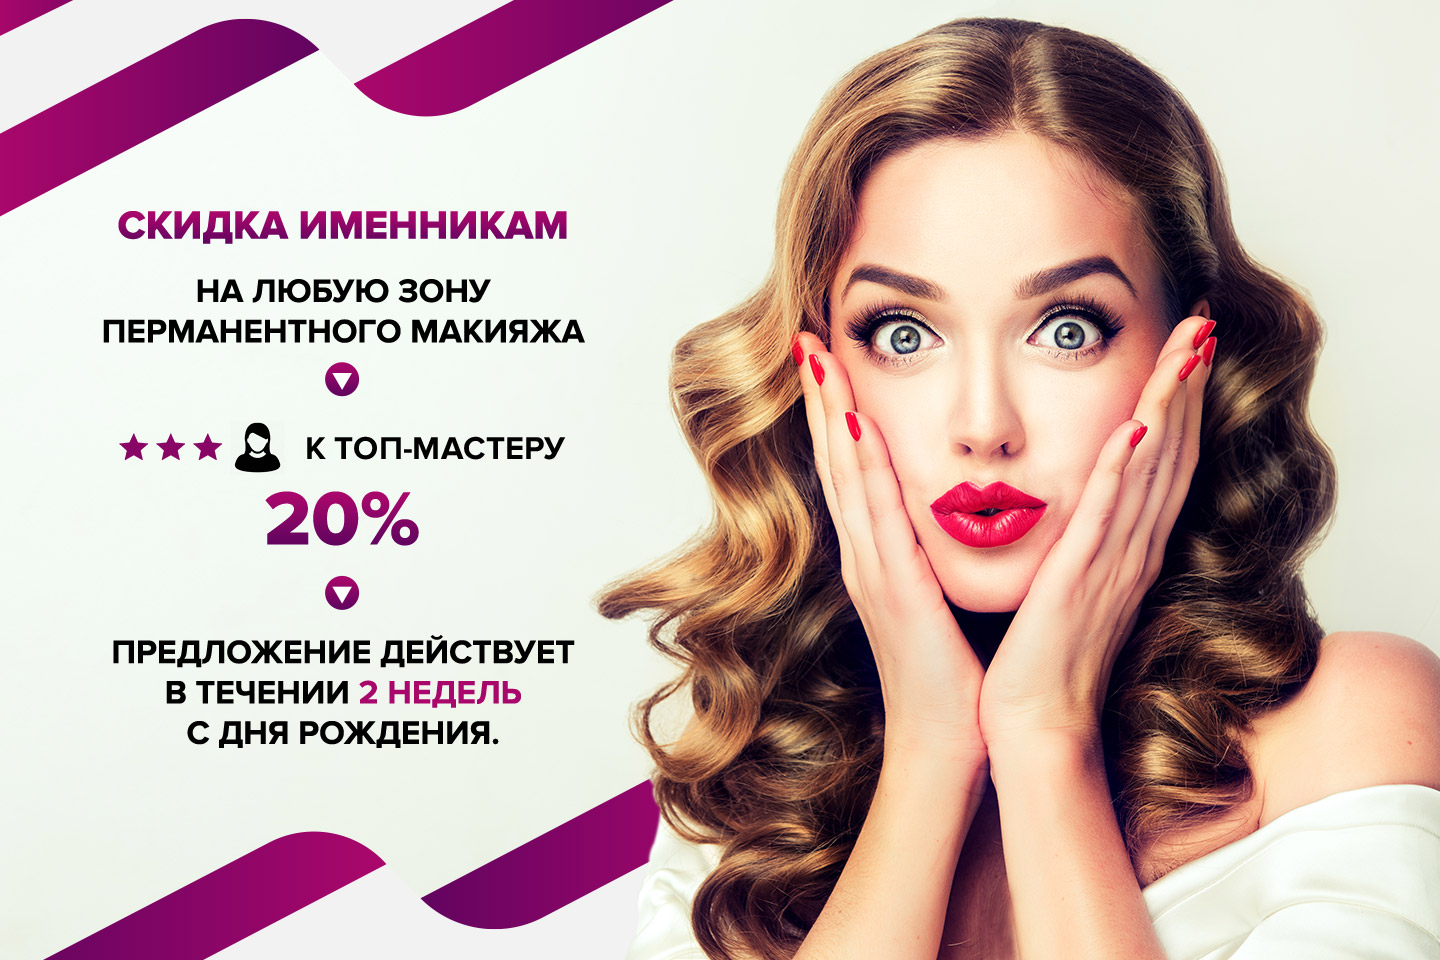 СКИДКА ИМЕННИКАМ
НА ЛЮБУЮ ЗОНУ
ПЕРМАНЕНТНОГО МАКИЯЖА
К ТОП-МАСТЕРУ
20%
ПРЕДЛОЖЕНИЕ ДЕЙСТВУЕТ
В ТЕЧЕНИИ 2 НЕДЕЛЬ
С ДНЯ РОЖДЕНИЯ.